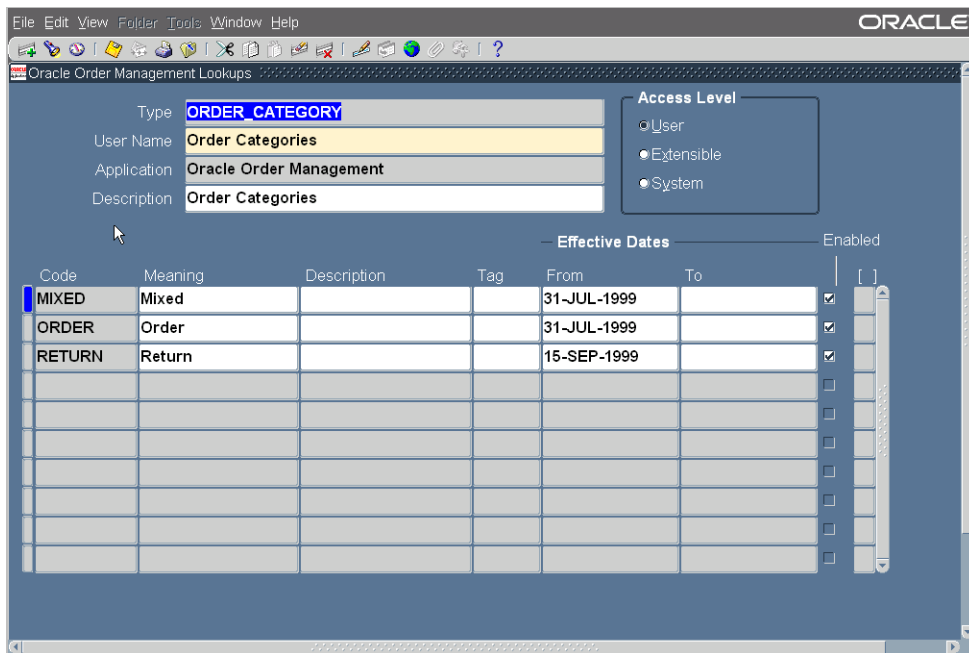 File Edit View Folder Tools Window Help
ORACLE
Oracle Order Management Lookups
Type ORDER_CATEGORY
User Name Order Categories
Application Oracle Order Management
Description Order Categories
Access Level
User
Extensible
System
Effective Dates Enabled
Code Meaning Description Tag From To [ ]
MIXED Mixed 31-JUL-1999
ORDER Order 31-JUL-1999
RETURN Return 15-SEP-1999